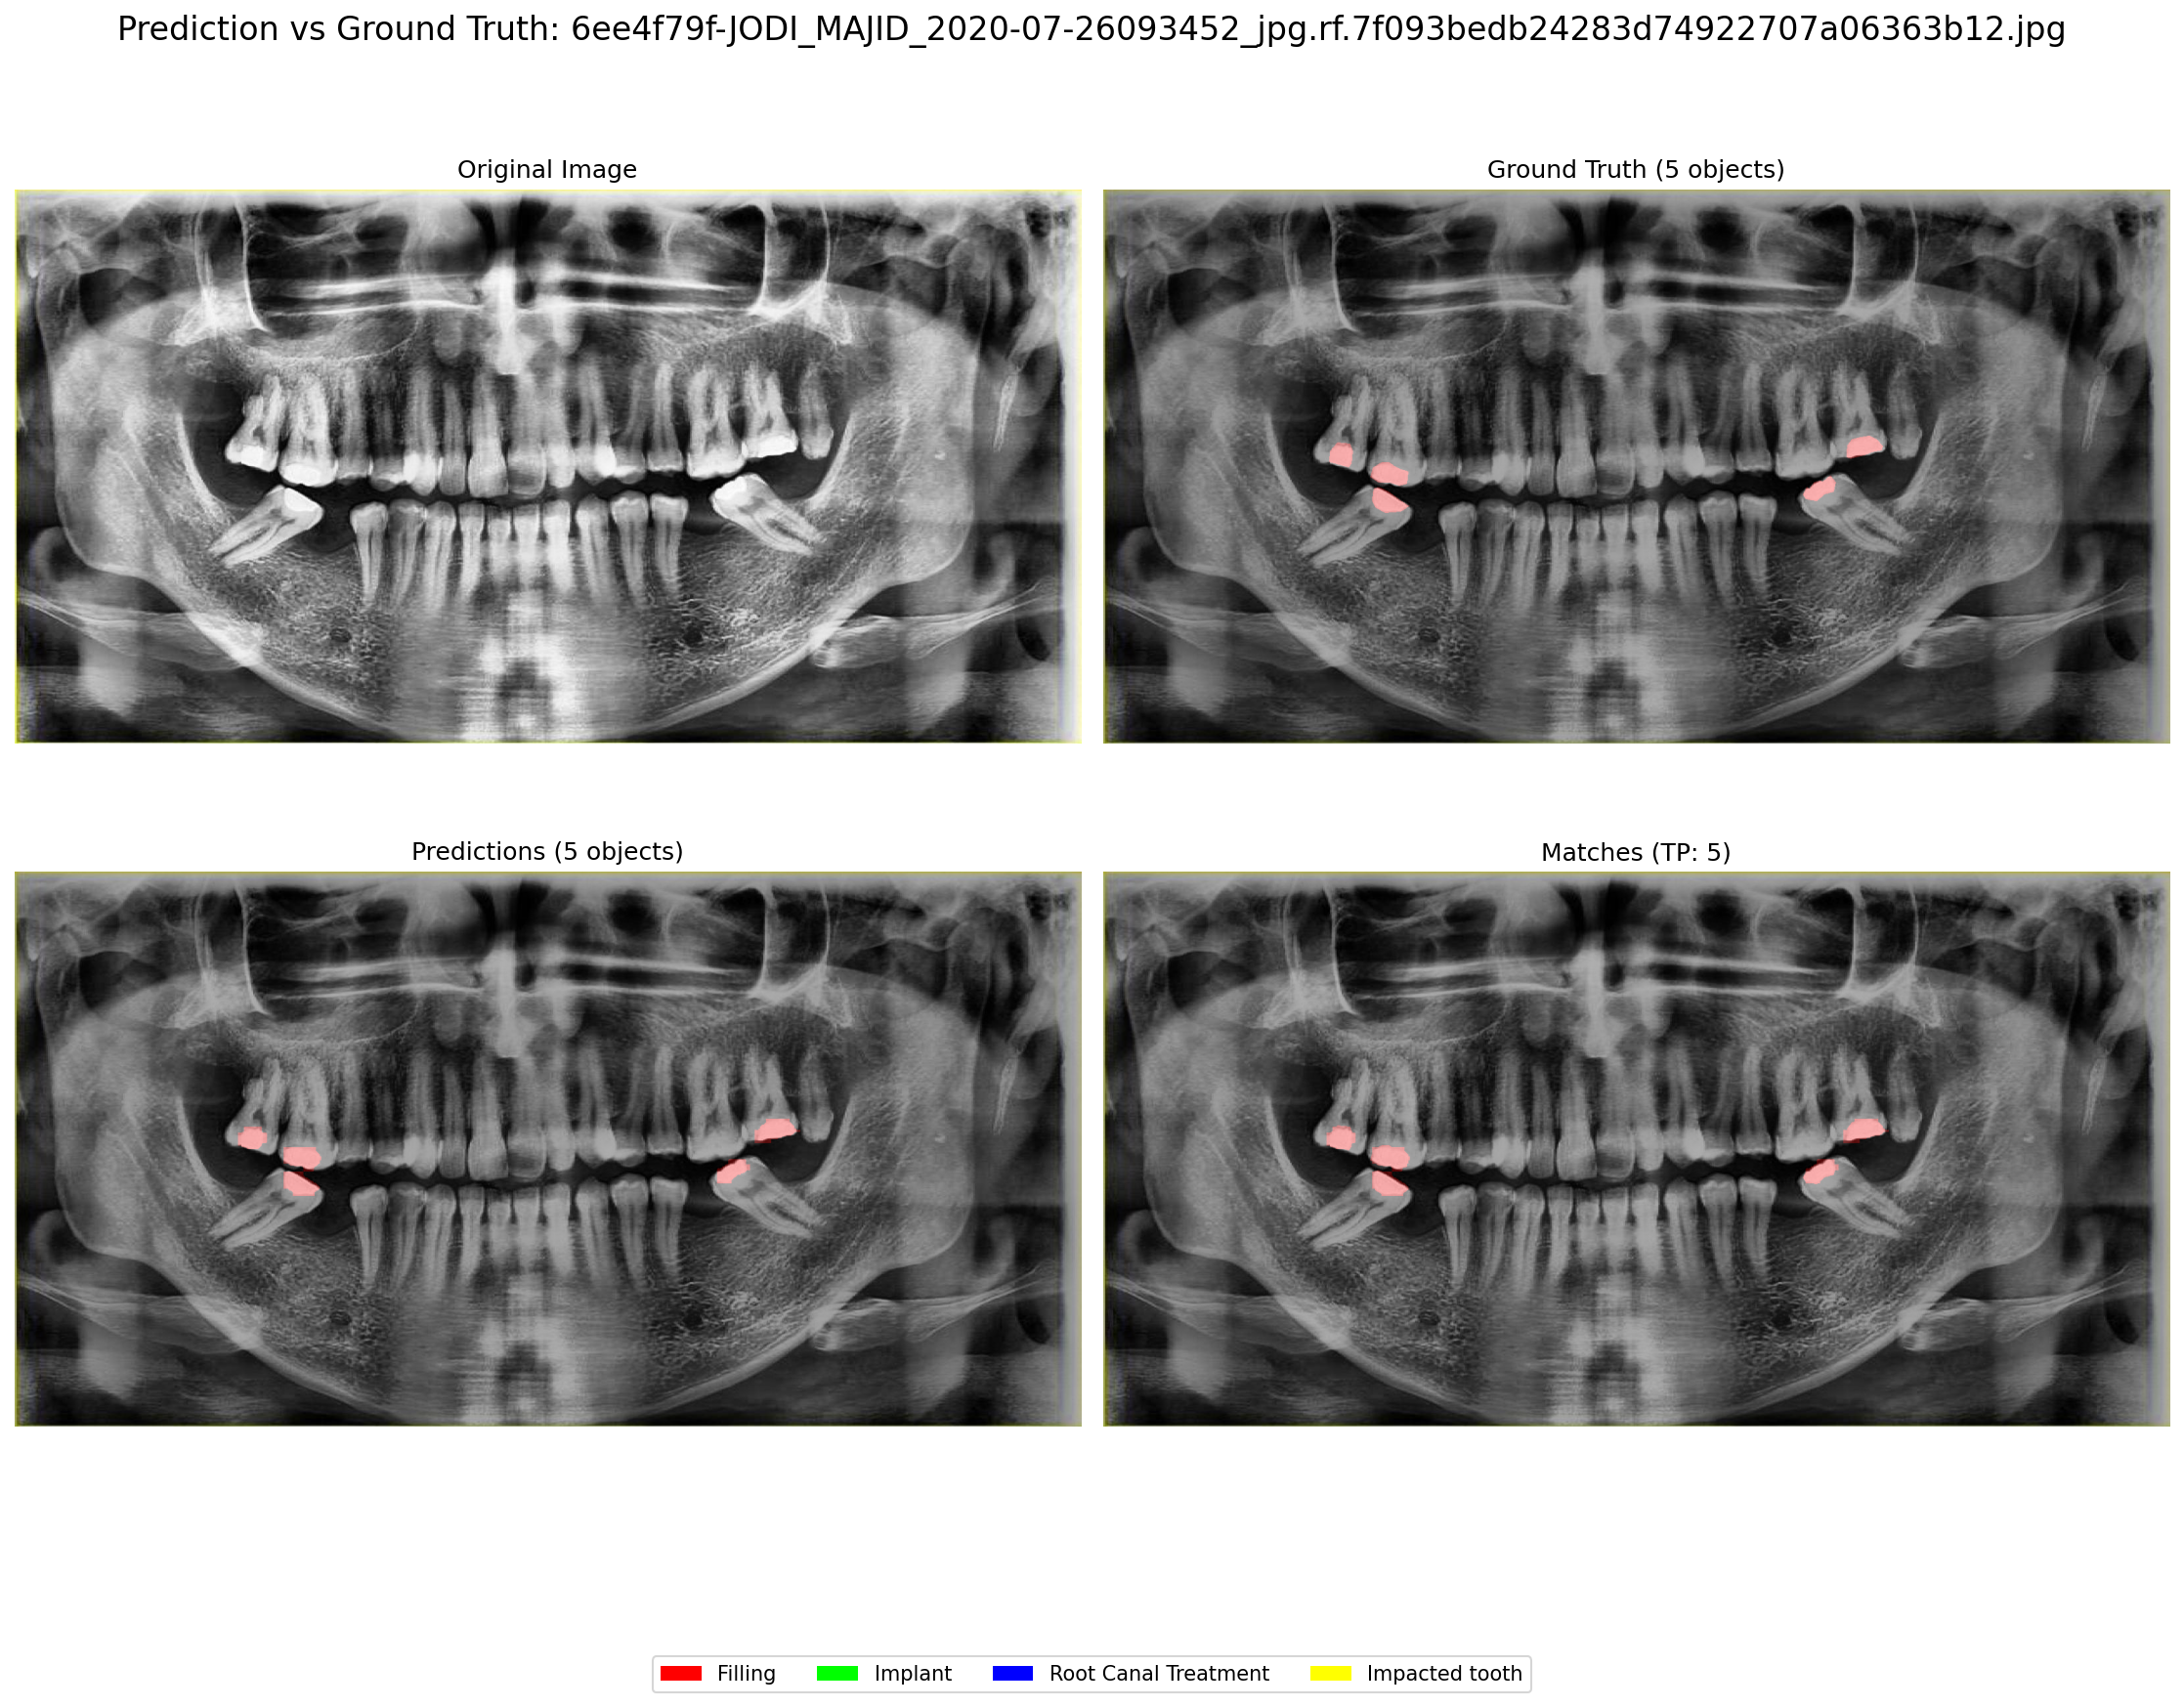 Prediction vs Ground Truth: 6ee4f79f-JODI_MAJID_2020-07-26093452_jpg.rf.7f093bedb24283d74922707a06363b12.jpg
Original Image
Ground Truth (5 objects)
Predictions (5 objects)
Matches (TP: 5)
Filling
Implant
Root Canal Treatment
Impacted tooth